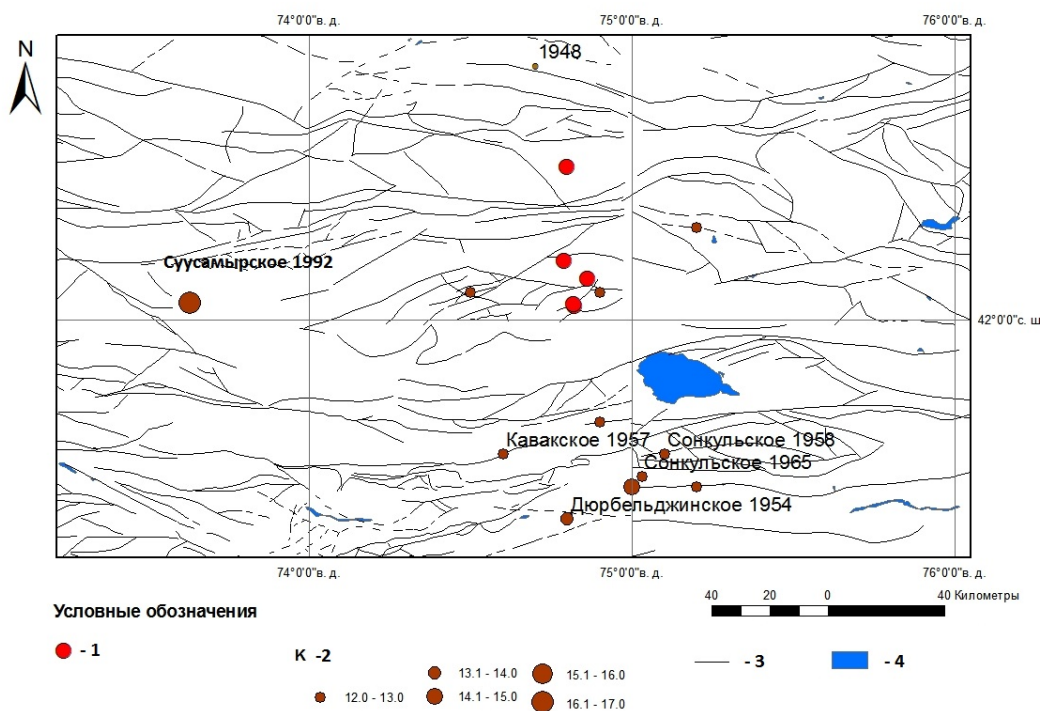 74°0'0"в. д. 75°0'0"в. д. 76°0'0"в. д.
N
1948
Суусамырское 1992
42°0'0"с. ш
Кавакское 1957 Сонкульское 1958
Сонкульское 1965
Дюрбельджинское 1954
74°0'0"в. д. 75°0'0"в. д. 76°0'0"в. д.
40 20 0 40 Километры
Условные обозначения
- 1
К -2
- 3
- 4
13.1 - 14.0 15.1 - 16.0
12.0 - 13.0 14.1 - 15.0 16.1 - 17.0